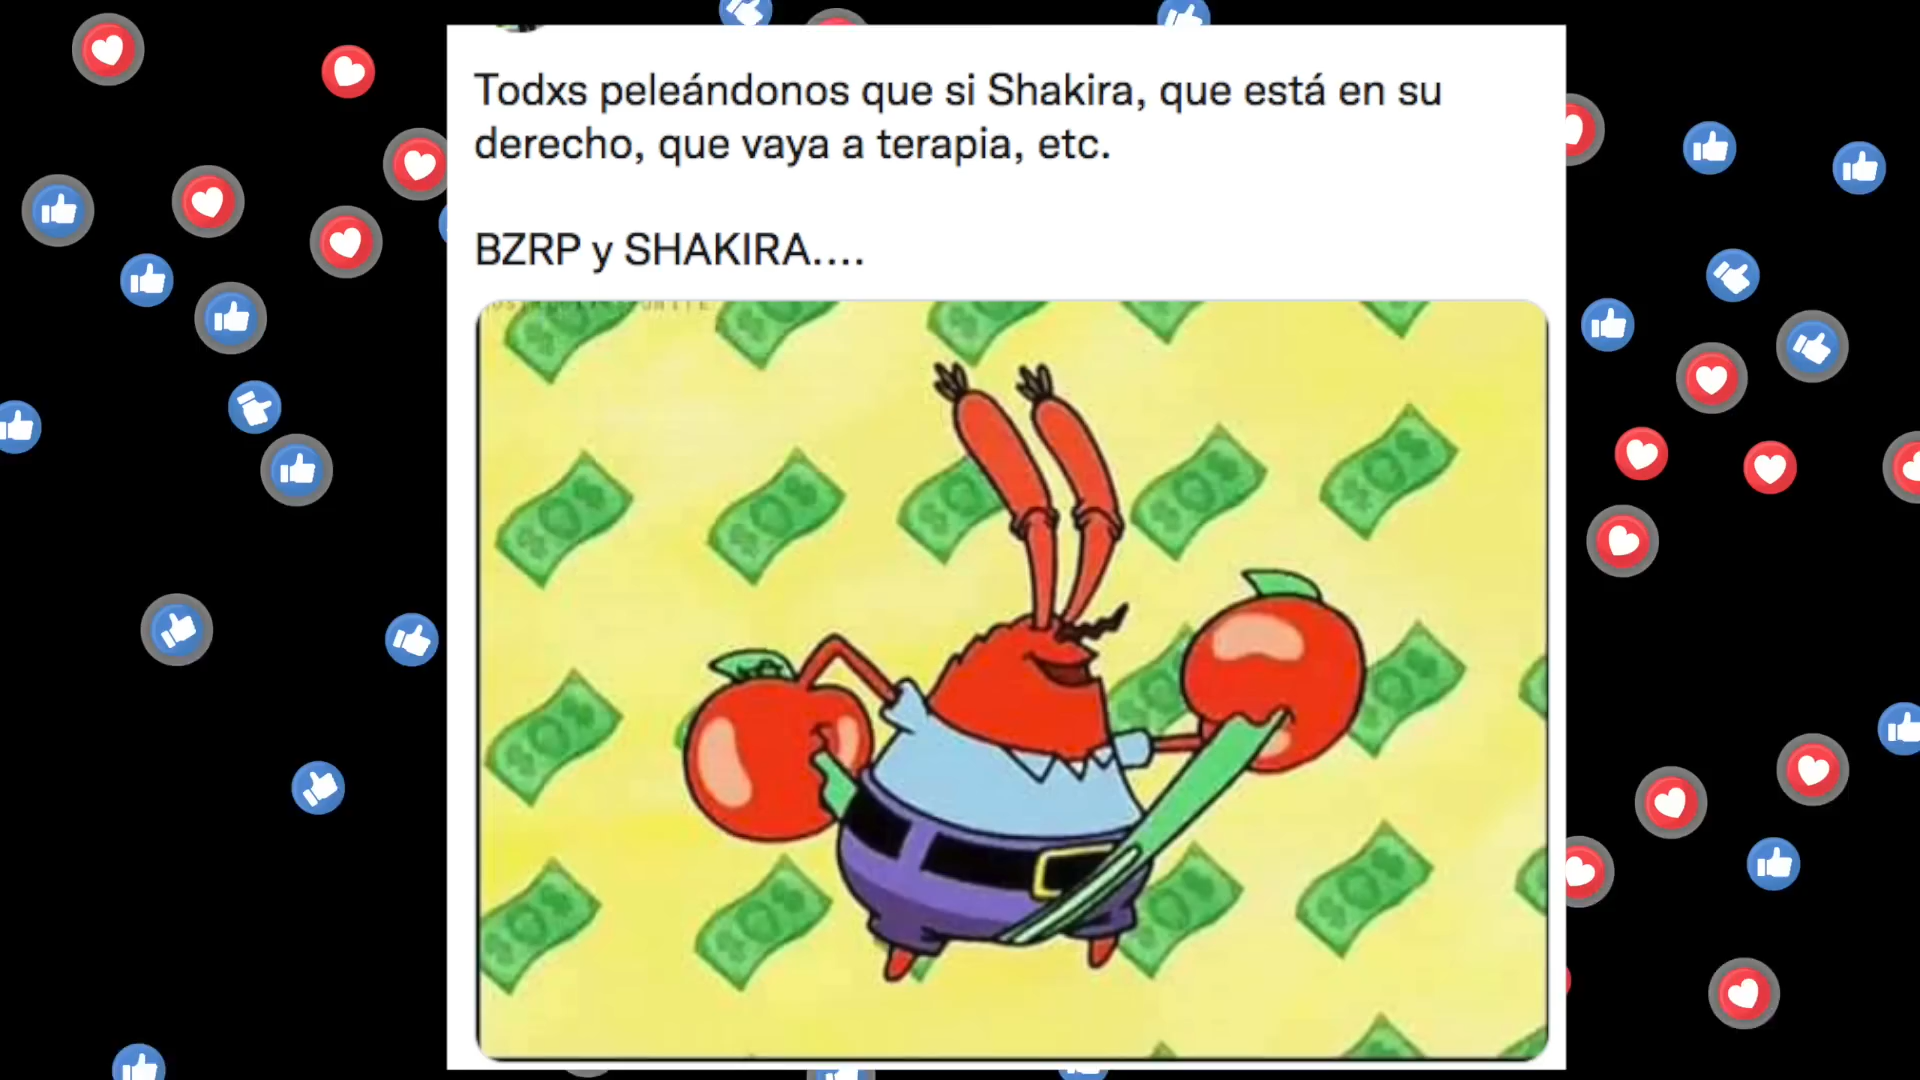 Todxs peleándonos que si Shakira, que está en su
derecho, que vaya a terapia, etc.
BZRP y SHAKIRA....